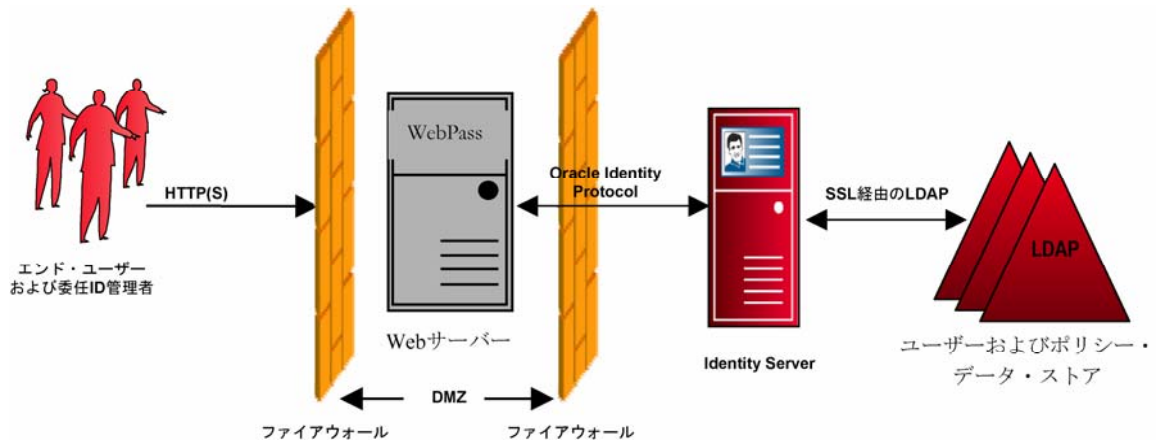 WebPass
Oracle Identity
Protocol
HTTP(S)
SSL経由のLDAP
LDAP
エンド・ユーザー
および委任ID管理者
Webサーバー
Identity Server
ユーザーおよびポリシー・
データ・ストア
DMZ
ファイアウォール
ファイアウォール